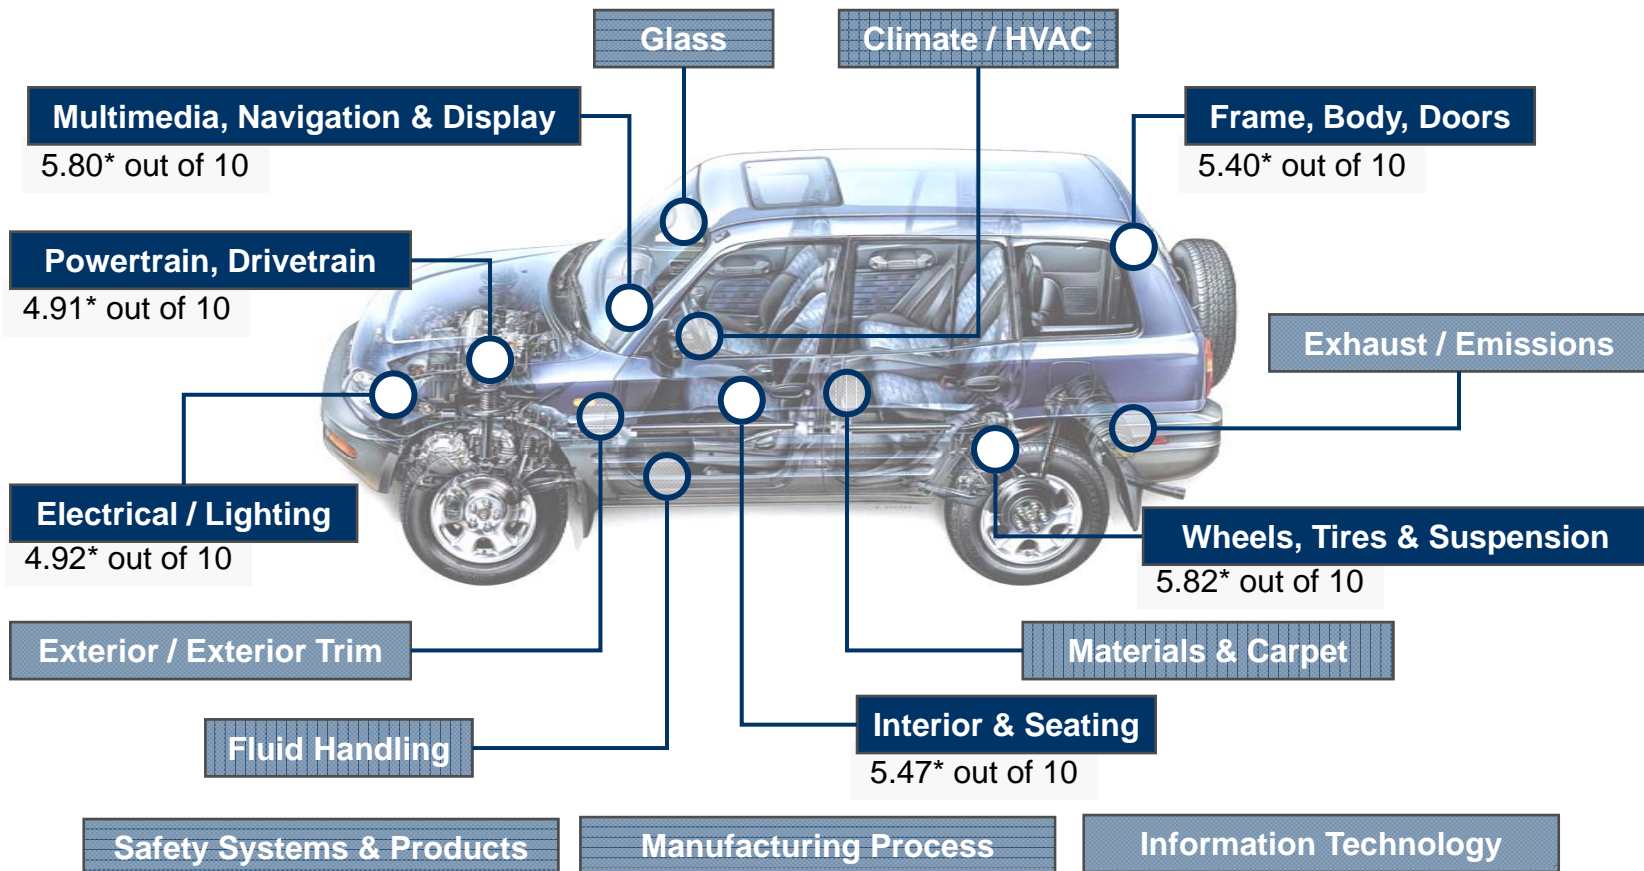 Glass
Climate / HVAC
Multimedia, Navigation & Display
5.80* out of 10
Frame, Body, Doors
5.40* out of 10
Powertrain, Drivetrain
4.91* out of 10
Exhaust / Emissions
Electrical / Lighting
4.92* out of 10
Wheels, Tires & Suspension
5.82* out of 10
Exterior / Exterior Trim
Materials & Carpet
Interior & Seating
5.47* out of 10
Fluid Handling
Safety Systems & Products
Manufacturing Process
Information Technology